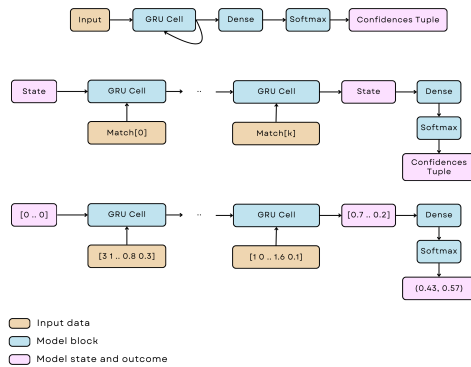 Input
GRU Cell
Dense
Softmax
Confidences Tuple
State
GRU Cell
..
GRU Cell
State
Dense
Match[0]
Match[k]
Softmax
Confidences
Tuple
[0 .. 0]
GRU Cell
..
GRU Cell
[0.7 .. 0.2]
Dense
[3 1 .. 0.8 0.3]
[1 0 .. 1.6 0.1]
Softmax
(0.43, 0.57)
Input data
Model block
Model state and outcome